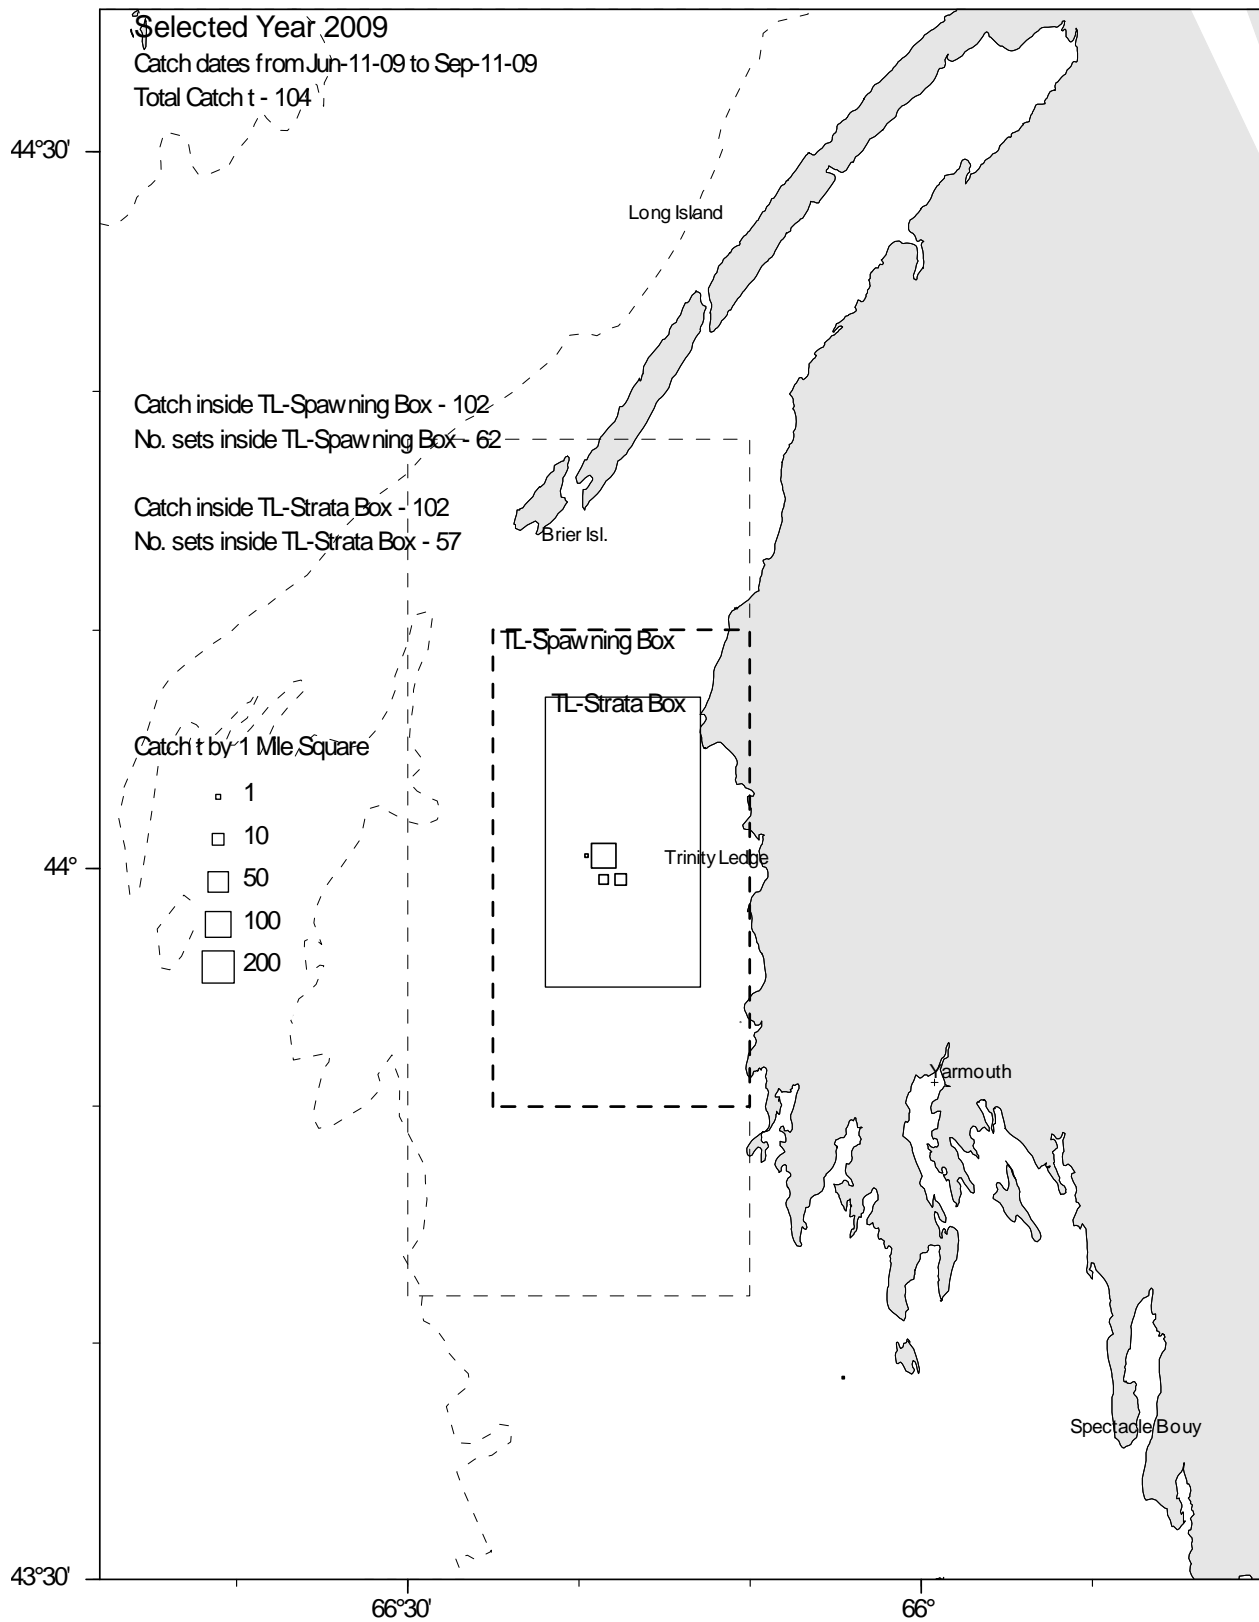 Selected Year 2009
Catch dates from Jun-11-09 to Sep-11-09
Total Catch t - 104
44°30'
Long Island
Catch inside TL-Spawning Box - 102
No. sets inside TL-Spawning Box - 62
Catch inside TL-Strata Box - 102
No. sets inside TL-Strata Box - 57
Brier Isl.
TL-Spawning Box
TL-Strata Box
Catch t by 1 Mile Square
1
10
50
100
200
44°
Trinity Ledge
Yarmouth
Spectacle Bouy
43°30'
66°30'
66°